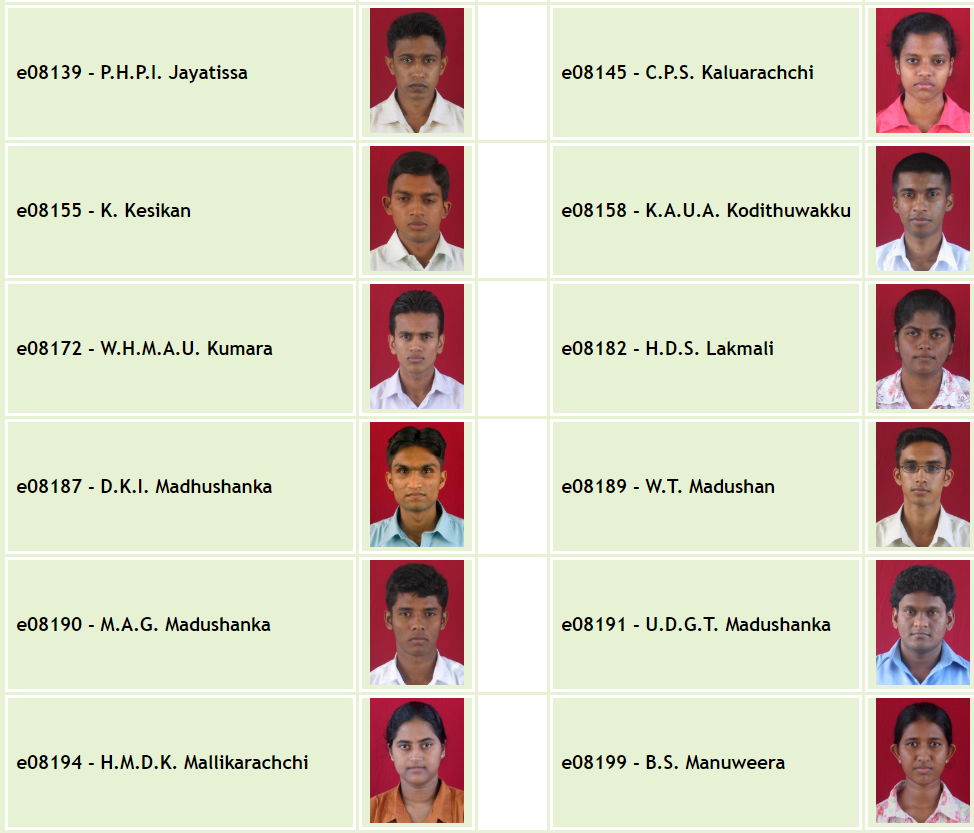 e08139 - P.H.P.I. Jayatissa
e08145 - C.P.S. Kaluarachchi
e08155 - K. Kesikan
e08158 - K.A.U.A. Kodithuwakku
e08172 - W.H.M.A.U. Kumara
e08182 - H.D.S. Lakmali
e08187 - D.K.I. Madhushanka
e08189 - W.T. Madushan
e08190 - M.A.G. Madushanka
e08191 - U.D.G.T. Madushanka
e08194 - H.M.D.K. Mallikarachchi
e08199 - B.S. Manuweera